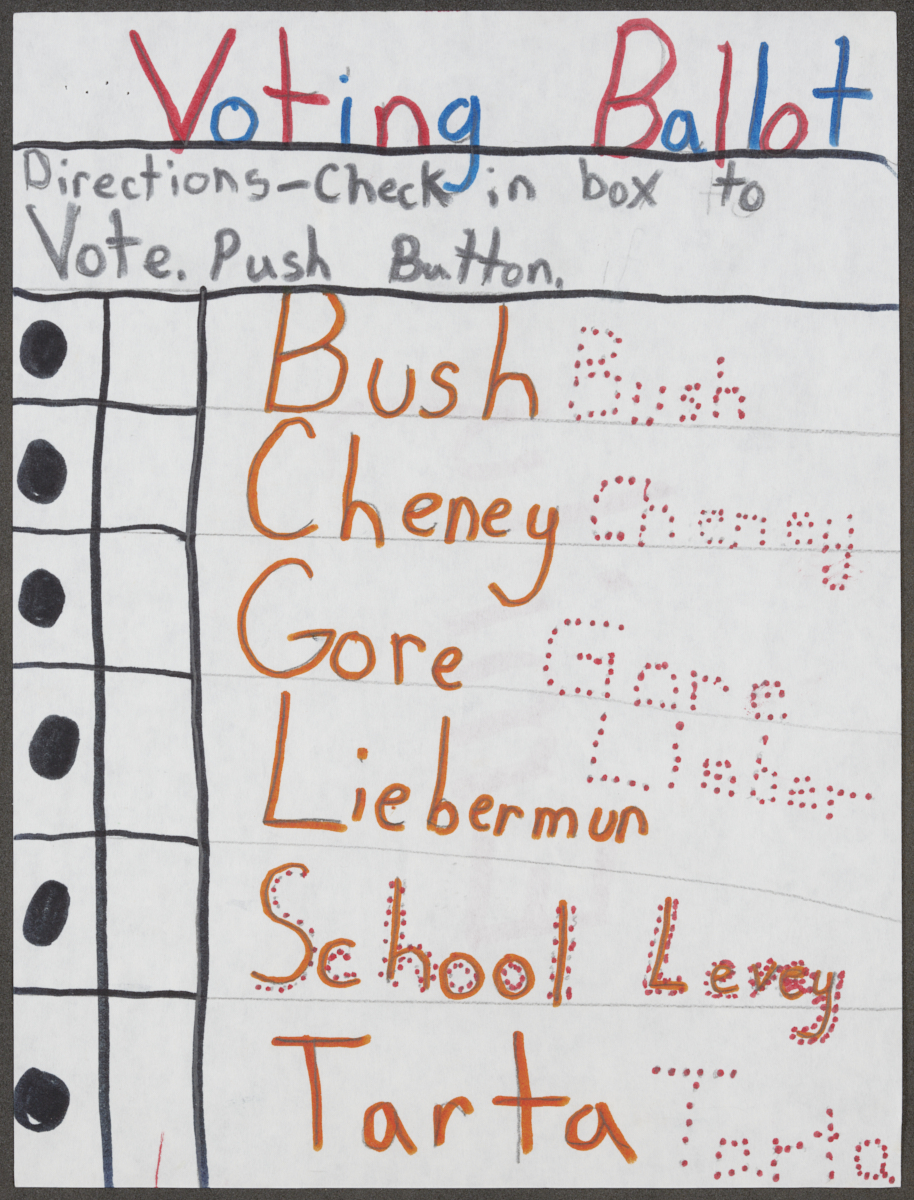 Voting Ballot
Directions-Check in box to
Vote. Push Button.
Bush Bush
Cheney Cheney
Gore Gore
Liebermun Lieber
School Levey
Tarta Tarta